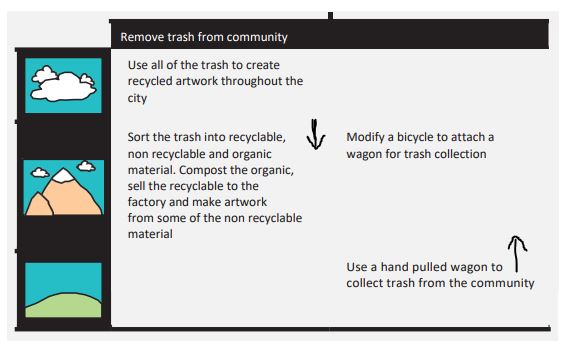 Remove trash from community
Use all of the trash to create
recycled artwork throughout the
city
Sort the trash into recyclable,
non recyclable and organic
material. Compost the organic,
sell the recyclable to the
factory and make artwork
from some of the non recyclable
material
Modify a bicycle to attach a
wagon for trash collection
Use a hand pulled wagon to
collect trash from the community